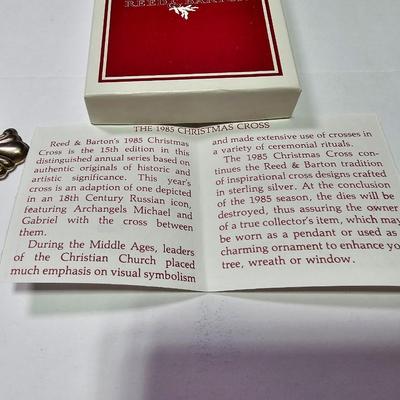 REED & BARTON
THE 1985 CHRISTMAS CROSS
Reed & Barton's 1985 Christmas
Cross is the 15th edition in this
distinguished annual series based on
authentic originals of historic and
artistic significance. This year's
cross is an adaption of one depicted
in an 18th Century Russian icon,
featuring Archangels Michael and
Gabriel with the cross between
them.
During the Middle Ages, leaders
of the Christian Church placed
much emphasis on visual symbolism
and made extensive use of crosses in
a variety of ceremonial rituals.
The 1985 Christmas Cross con-
tinues the Reed & Barton tradition
of inspirational cross designs crafted
in sterling silver. At the conclusion
of the 1985 season, the dies will be
destroyed, thus assuring the owner
of a true collector's item, which may
be worn as a pendant or used as
charming ornament to enhance you
tree, wreath or window.